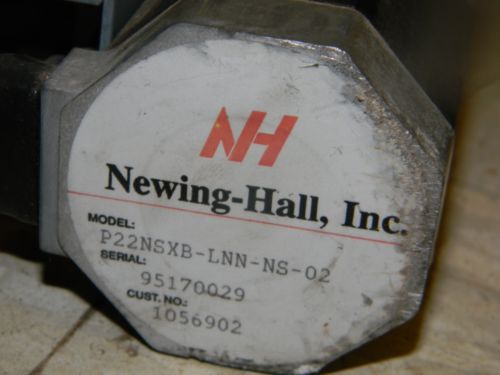 NH
Newing-Hall, Inc.
MODEL:
P22NSXB-LNN-NS-02
SERIAL:
95170029
CUST. NO.:
1056902